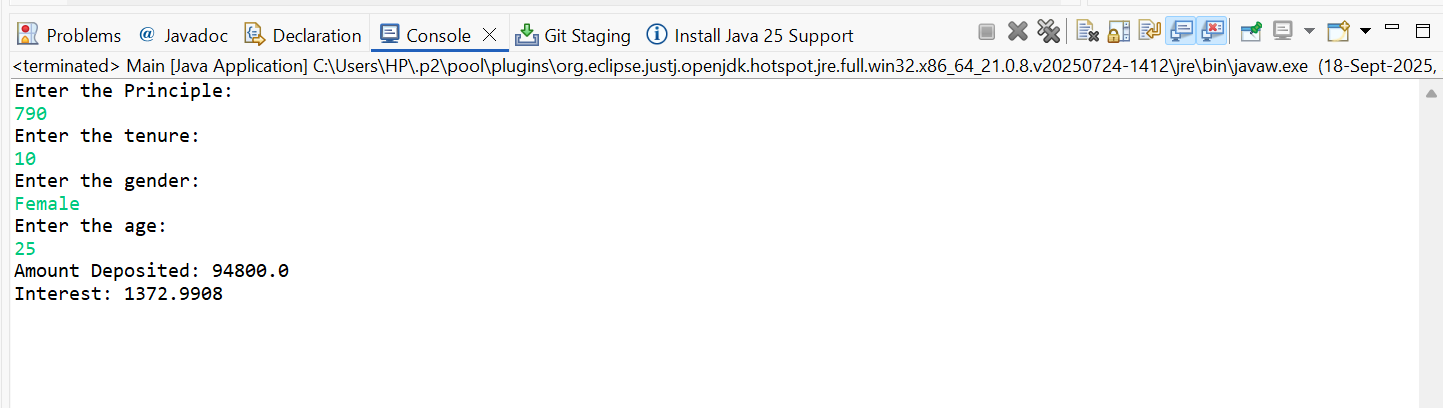 Problems @ Javadoc Declaration Console Git Staging Install Java 25 Support
<terminated> Main [Java Application] C:\Users\HP\.p2\pool\plugins\org.eclipse.justj.openjdk.hotspot.jre.full.win32.x86_64_21.0.8.v20250724-1412\jre\bin\javaw.exe (18-Sept-2025,
Enter the Principle:
790
Enter the tenure:
10
Enter the gender:
Female
Enter the age:
25
Amount Deposited: 94800.0
Interest: 1372.9908